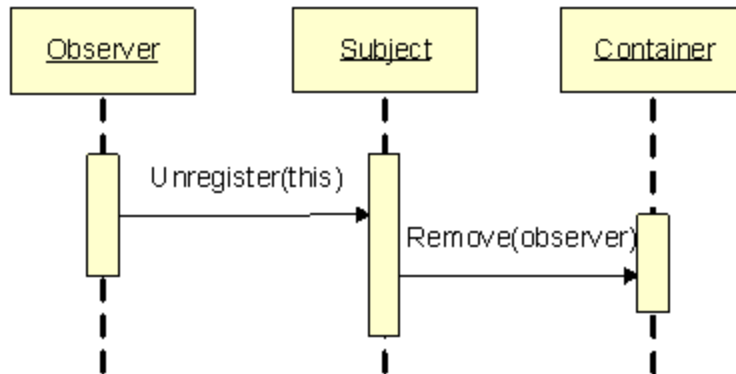 Observer
Subject
Container
Unregister(this)
Remove(observer)